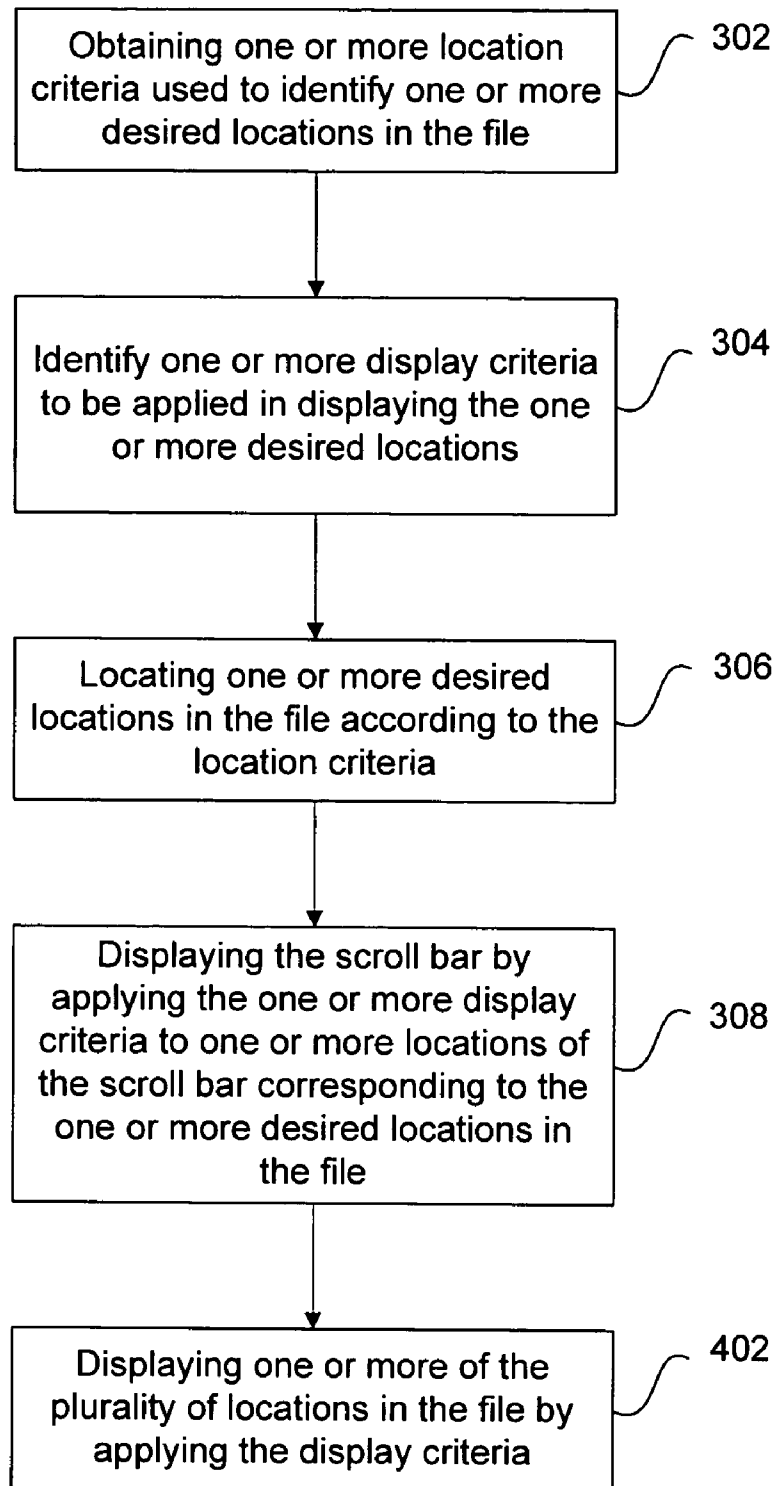 Obtaining one or more location
criteria used to identify one or more
desired locations in the file
302
Identify one or more display criteria
to be applied in displaying the one
or more desired locations
304
Locating one or more desired
locations in the file according to the
location criteria
306
Displaying the scroll bar by
applying the one or more display
criteria to one or more locations of
the scroll bar corresponding to the
one or more desired locations in
the file
308
Displaying one or more of the
plurality of locations in the file by
applying the display criteria
402